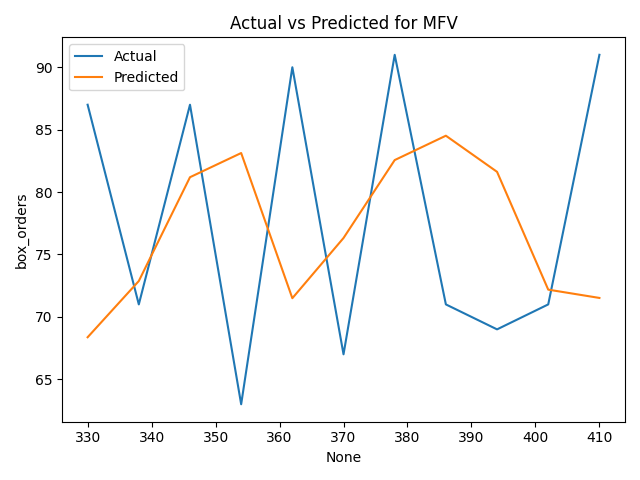 Actual vs Predicted for MFV
Actual
Predicted
box_orders
90
85
80
75
70
65
330 340 350 360 370 380 390 400 410
None